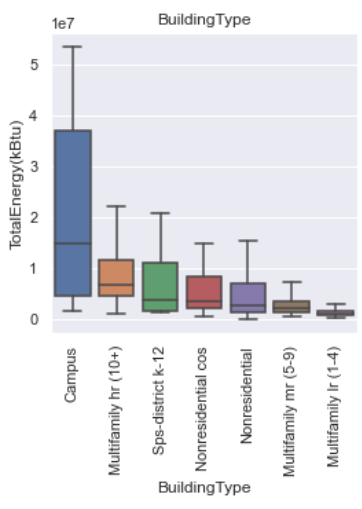 BuildingType
1e7
5
4
3
2
1
0
TotalEnergy(kBtu)
Campus
Multifamily hr (10+)
Sps-district k-12
Nonresidential cos
Nonresidential
Multifamily mr (5-9)
Multifamily lr (1-4)
BuildingType